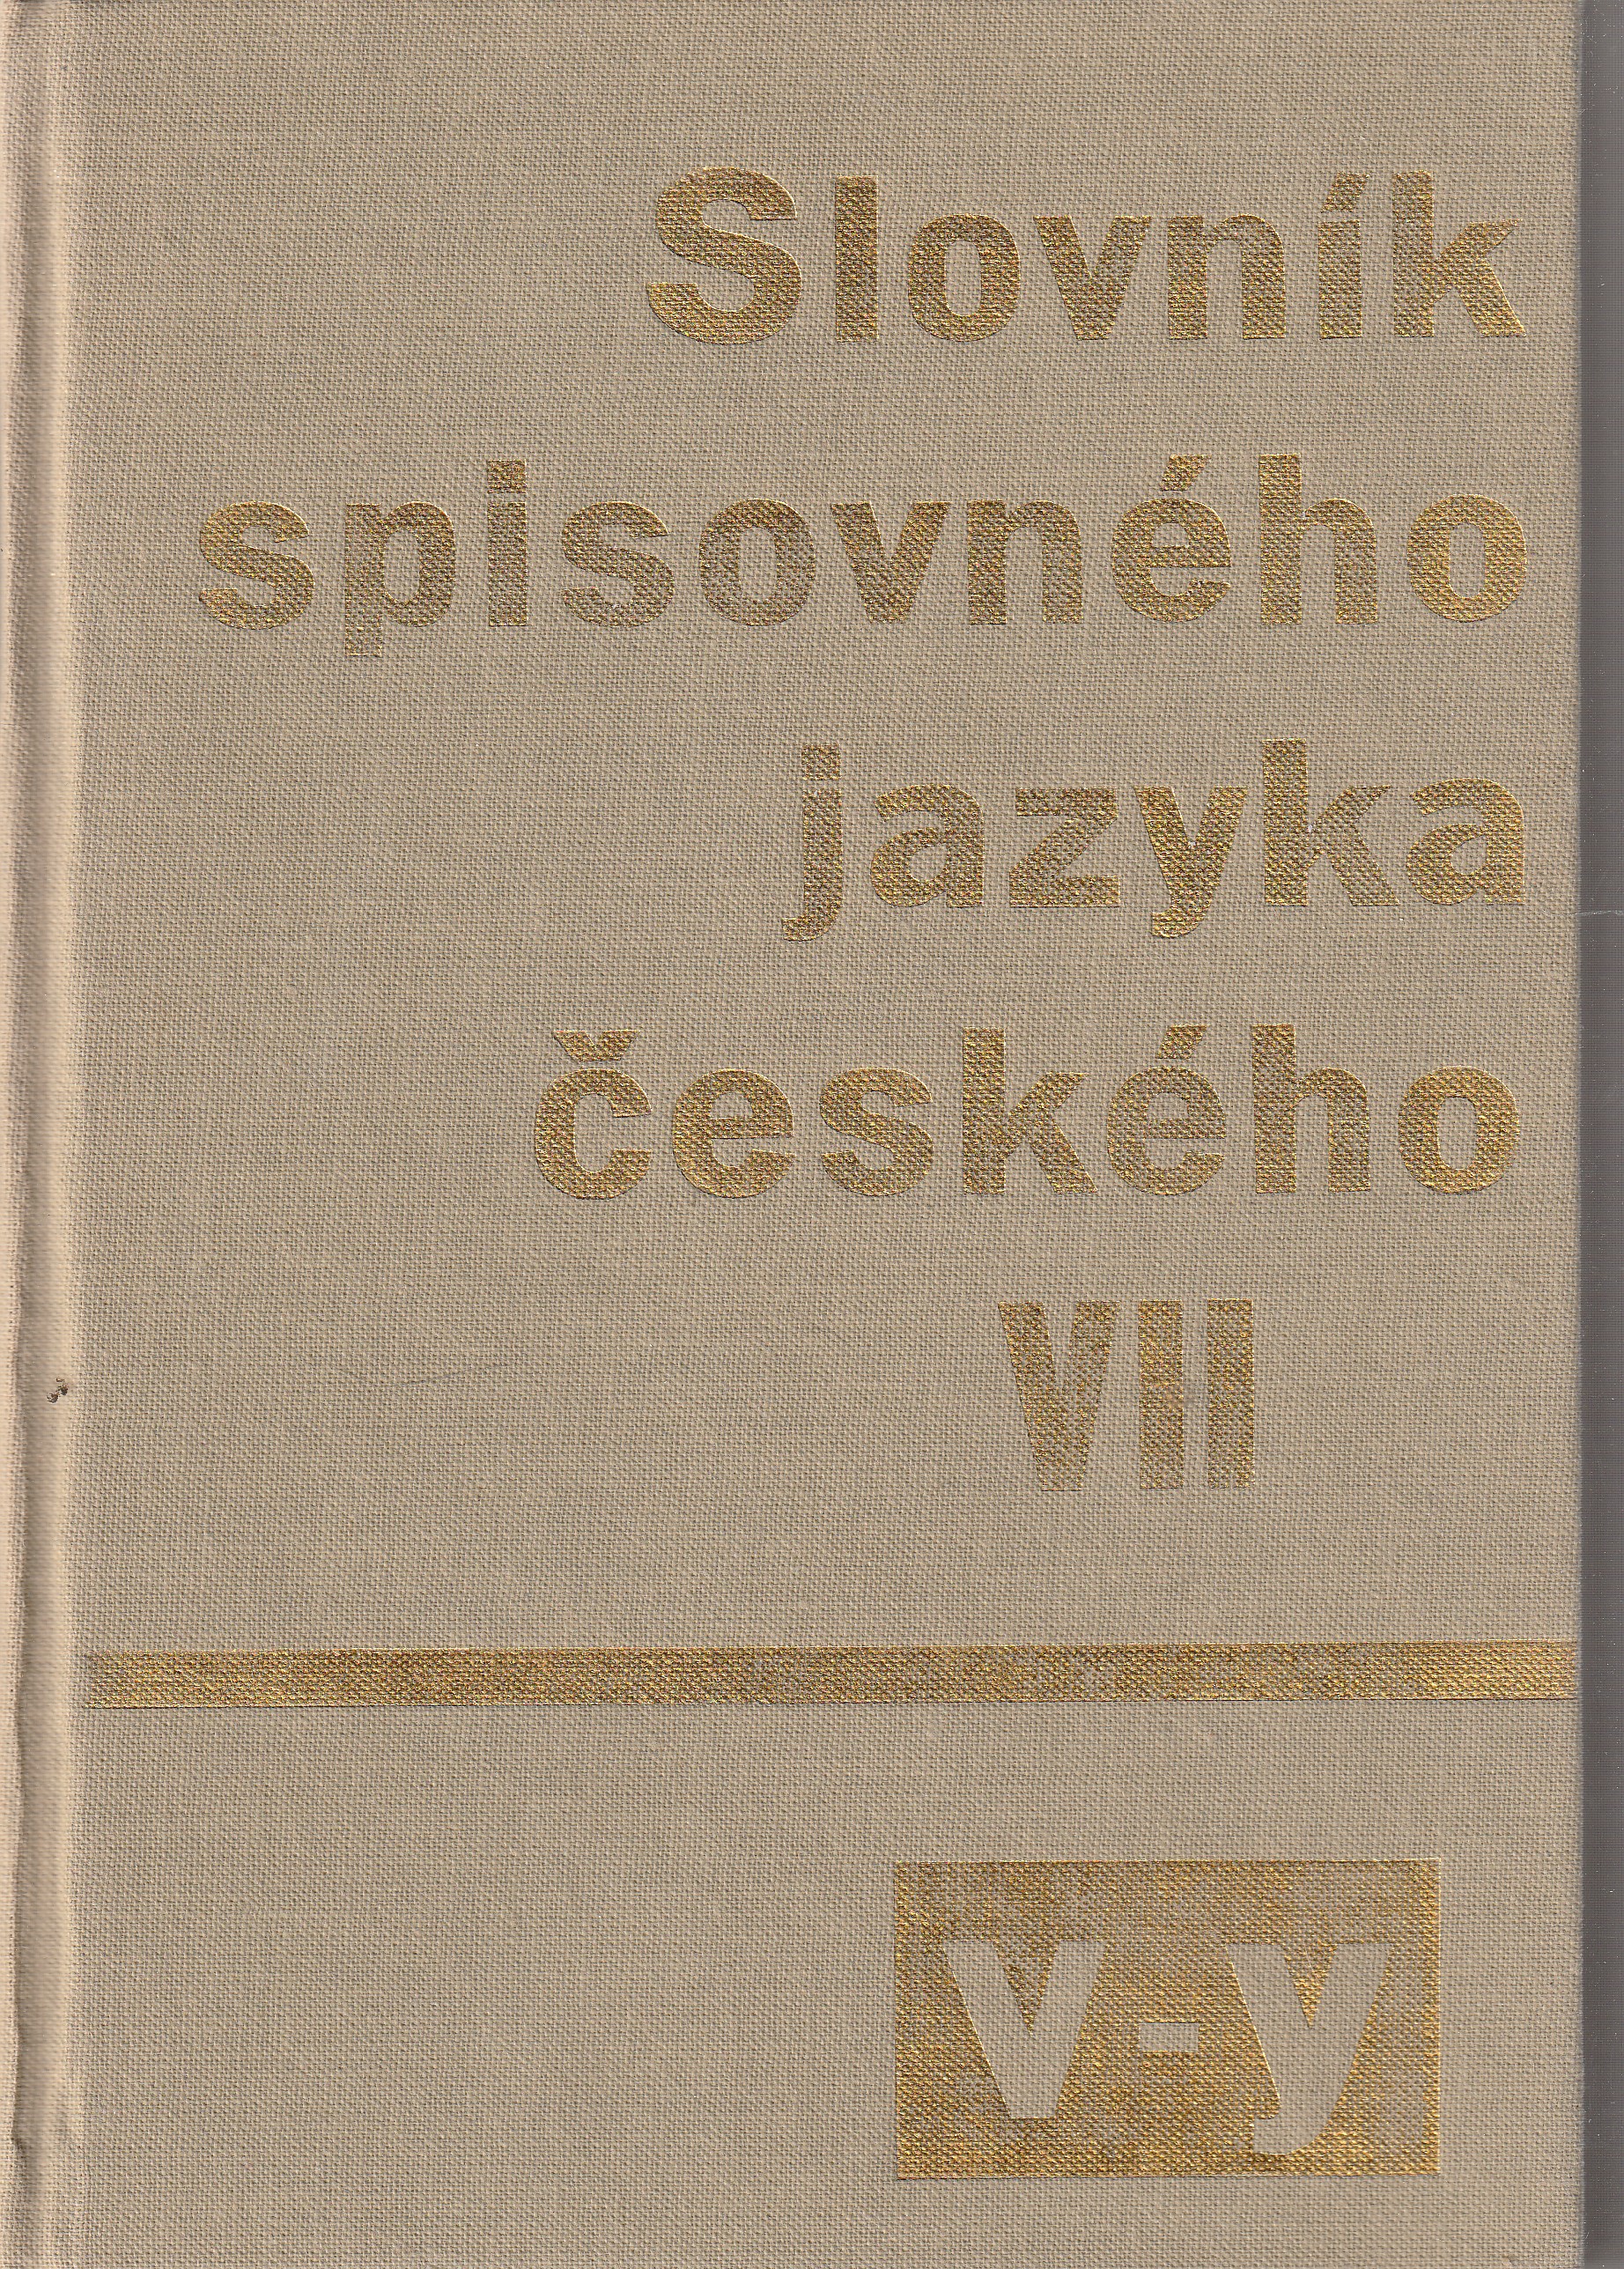 Slovník
spisovného
jazyka
českého
VII
v-y